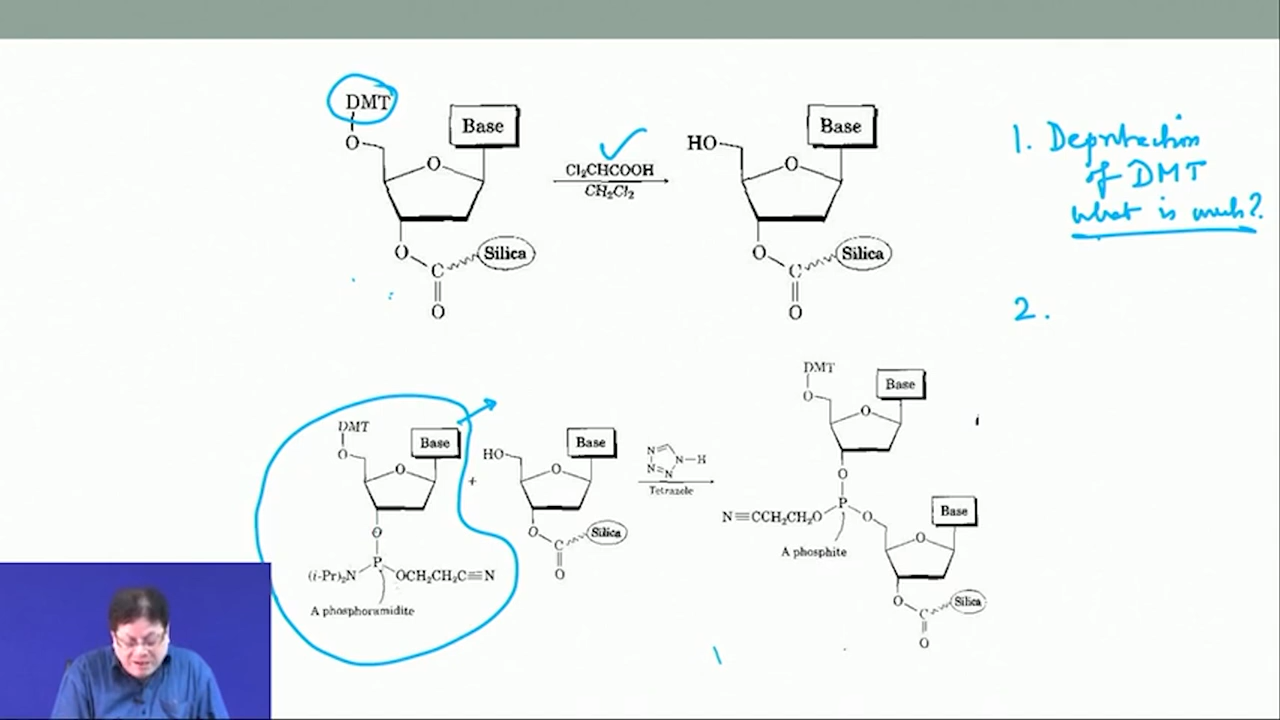 DMT
O
Base
O
Cl₂CHCOOH
CH₂Cl₂
O
C
Silica
O
HO
Base
O
O
C
Silica
O
1. Deprotection
of DMT
what is mech?
2.
DMT
O
Base
O
O
P
(i-Pr)₂N
OCH₂CH₂C≡N
A phosphoramidite
+
HO
Base
O
O
C
Silica
O
N
N
N
N—H
Tetrazole
DMT
O
Base
O
O
P
N≡CCH₂CH₂O
O
A phosphite
Base
O
O
C
Silica
O